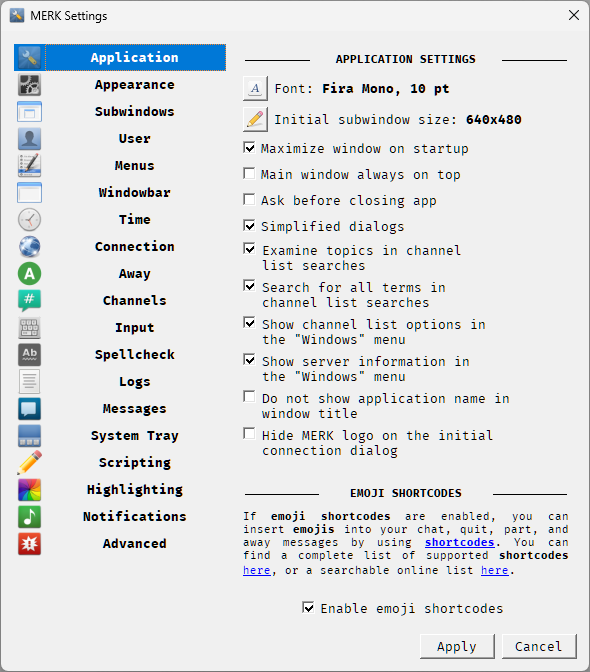 MERK Settings
Application
Appearance
Subwindows
User
Menus
Windowbar
Time
Connection
A
Away
#
Channels
Input
Ab
Spellcheck
Logs
Messages
System Tray
Scripting
Highlighting
Notifications
Advanced
APPLICATION SETTINGS
A
Font: Fira Mono, 10 pt
Initial subwindow size: 640x480
Maximize window on startup
Main window always on top
Ask before closing app
Simplified dialogs
Examine topics in channel
list searches
Search for all terms in
channel list searches
Show channel list options in
the "Windows" menu
Show server information in
the "Windows" menu
Do not show application name in
window title
Hide MERK logo on the initial
connection dialog
EMOJI SHORTCODES
If emoji shortcodes are enabled, you can
insert emojis into your chat, quit, part, and
away messages by using shortcodes. You can
find a complete list of supported shortcodes
here, or a searchable online list here.
Enable emoji shortcodes
Apply
Cancel